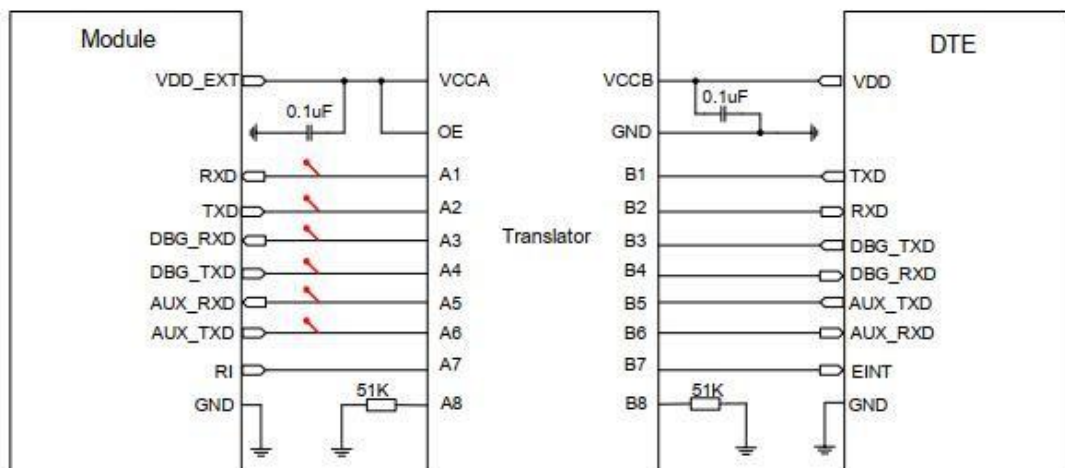 Module
DTE
VDD_EXT
VCCA
VCCB
VDD
0.1uF
0.1uF
OE
GND
RXD
A1
B1
TXD
TXD
A2
B2
RXD
DBG_RXD
A3
Translator
B3
DBG_TXD
DBG_TXD
A4
B4
DBG_RXD
AUX_RXD
A5
B5
AUX_TXD
AUX_TXD
A6
B6
AUX_RXD
RI
A7
B7
EINT
51K
51K
GND
A8
B8
GND